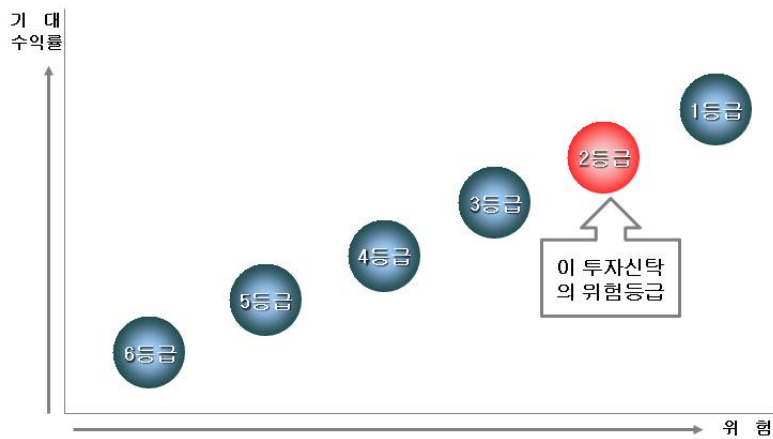 기 대
수익률
1등급
2등급
3등급
4등급
이 투자신탁
의 위험등급
5등급
6등급
위 험